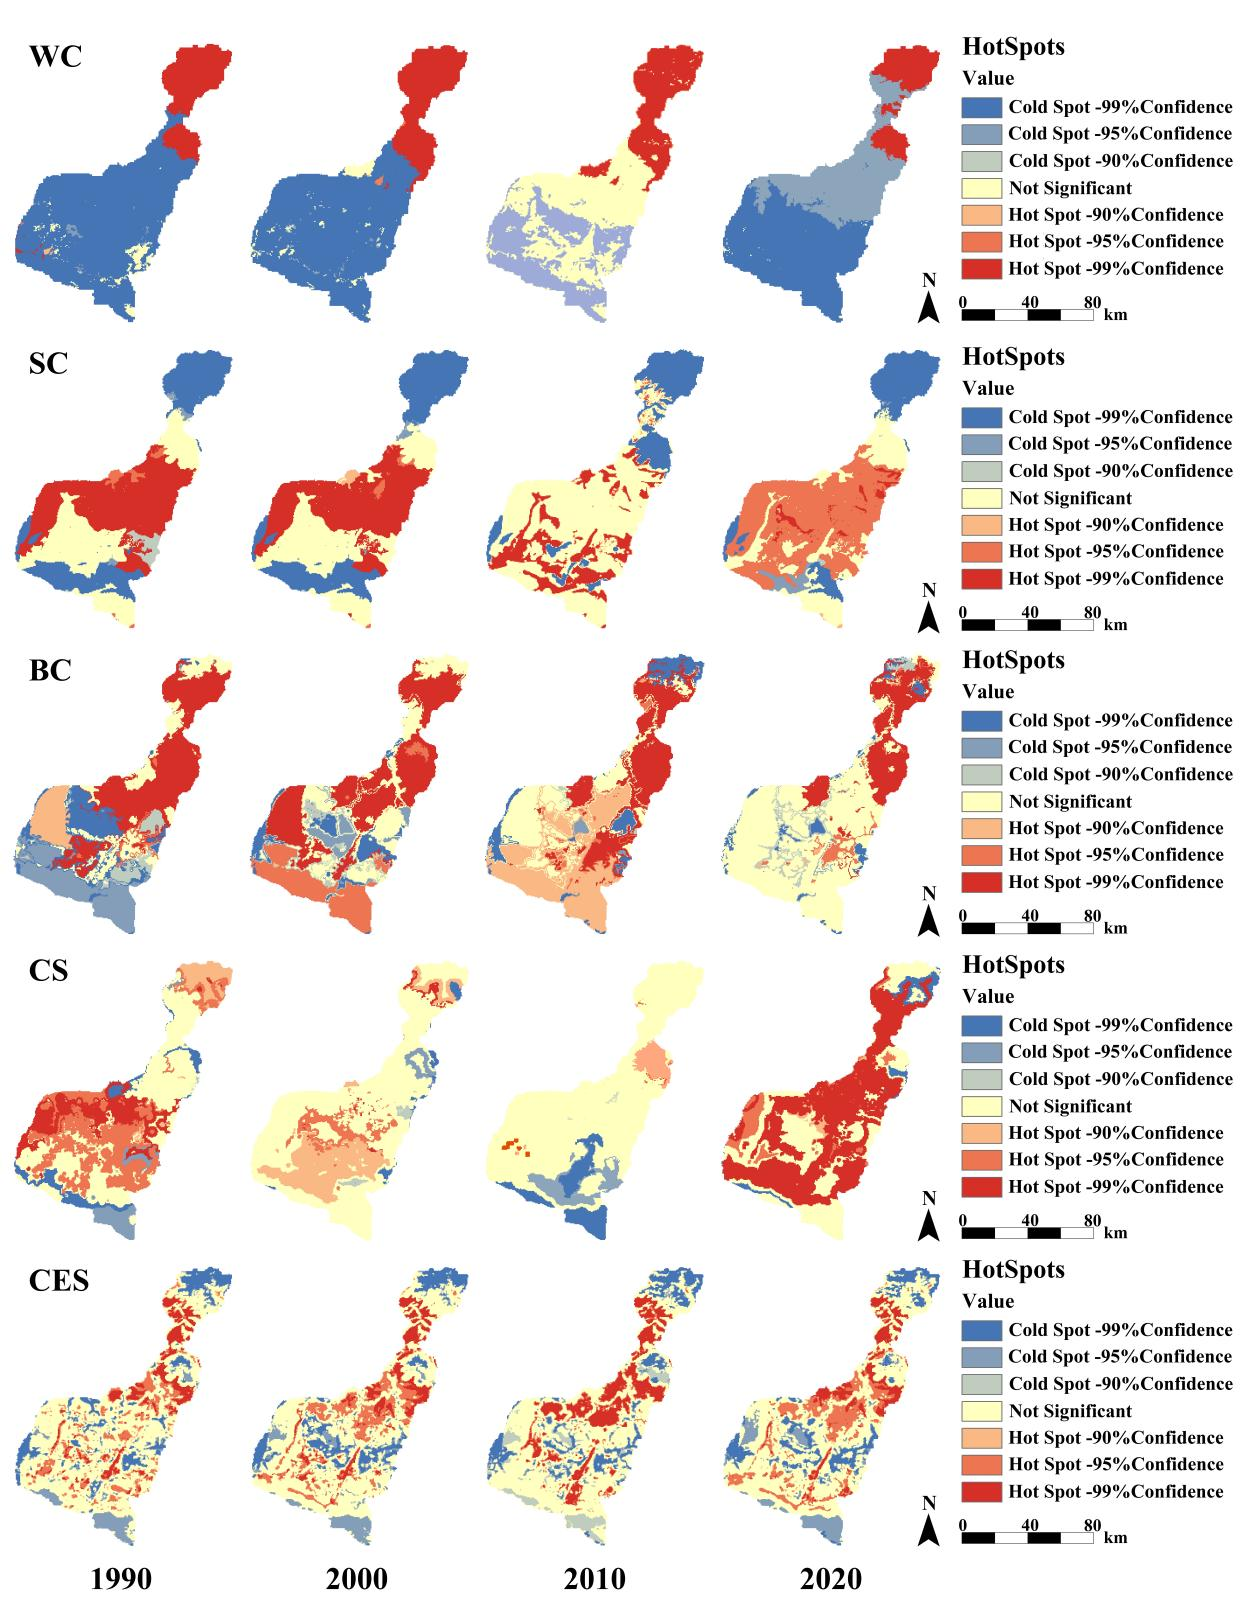 WC
HotSpots
Value
Cold Spot -99%Confidence
Cold Spot -95%Confidence
Cold Spot -90%Confidence
Not Significant
Hot Spot -90%Confidence
Hot Spot -95%Confidence
Hot Spot -99%Confidence
N
0 40 80
km
SC
HotSpots
Value
Cold Spot -99%Confidence
Cold Spot -95%Confidence
Cold Spot -90%Confidence
Not Significant
Hot Spot -90%Confidence
Hot Spot -95%Confidence
Hot Spot -99%Confidence
N
0 40 80
km
BC
HotSpots
Value
Cold Spot -99%Confidence
Cold Spot -95%Confidence
Cold Spot -90%Confidence
Not Significant
Hot Spot -90%Confidence
Hot Spot -95%Confidence
Hot Spot -99%Confidence
N
0 40 80
km
CS
HotSpots
Value
Cold Spot -99%Confidence
Cold Spot -95%Confidence
Cold Spot -90%Confidence
Not Significant
Hot Spot -90%Confidence
Hot Spot -95%Confidence
Hot Spot -99%Confidence
N
0 40 80
km
CES
HotSpots
Value
Cold Spot -99%Confidence
Cold Spot -95%Confidence
Cold Spot -90%Confidence
Not Significant
Hot Spot -90%Confidence
Hot Spot -95%Confidence
Hot Spot -99%Confidence
N
0 40 80
km
1990 2000 2010 2020